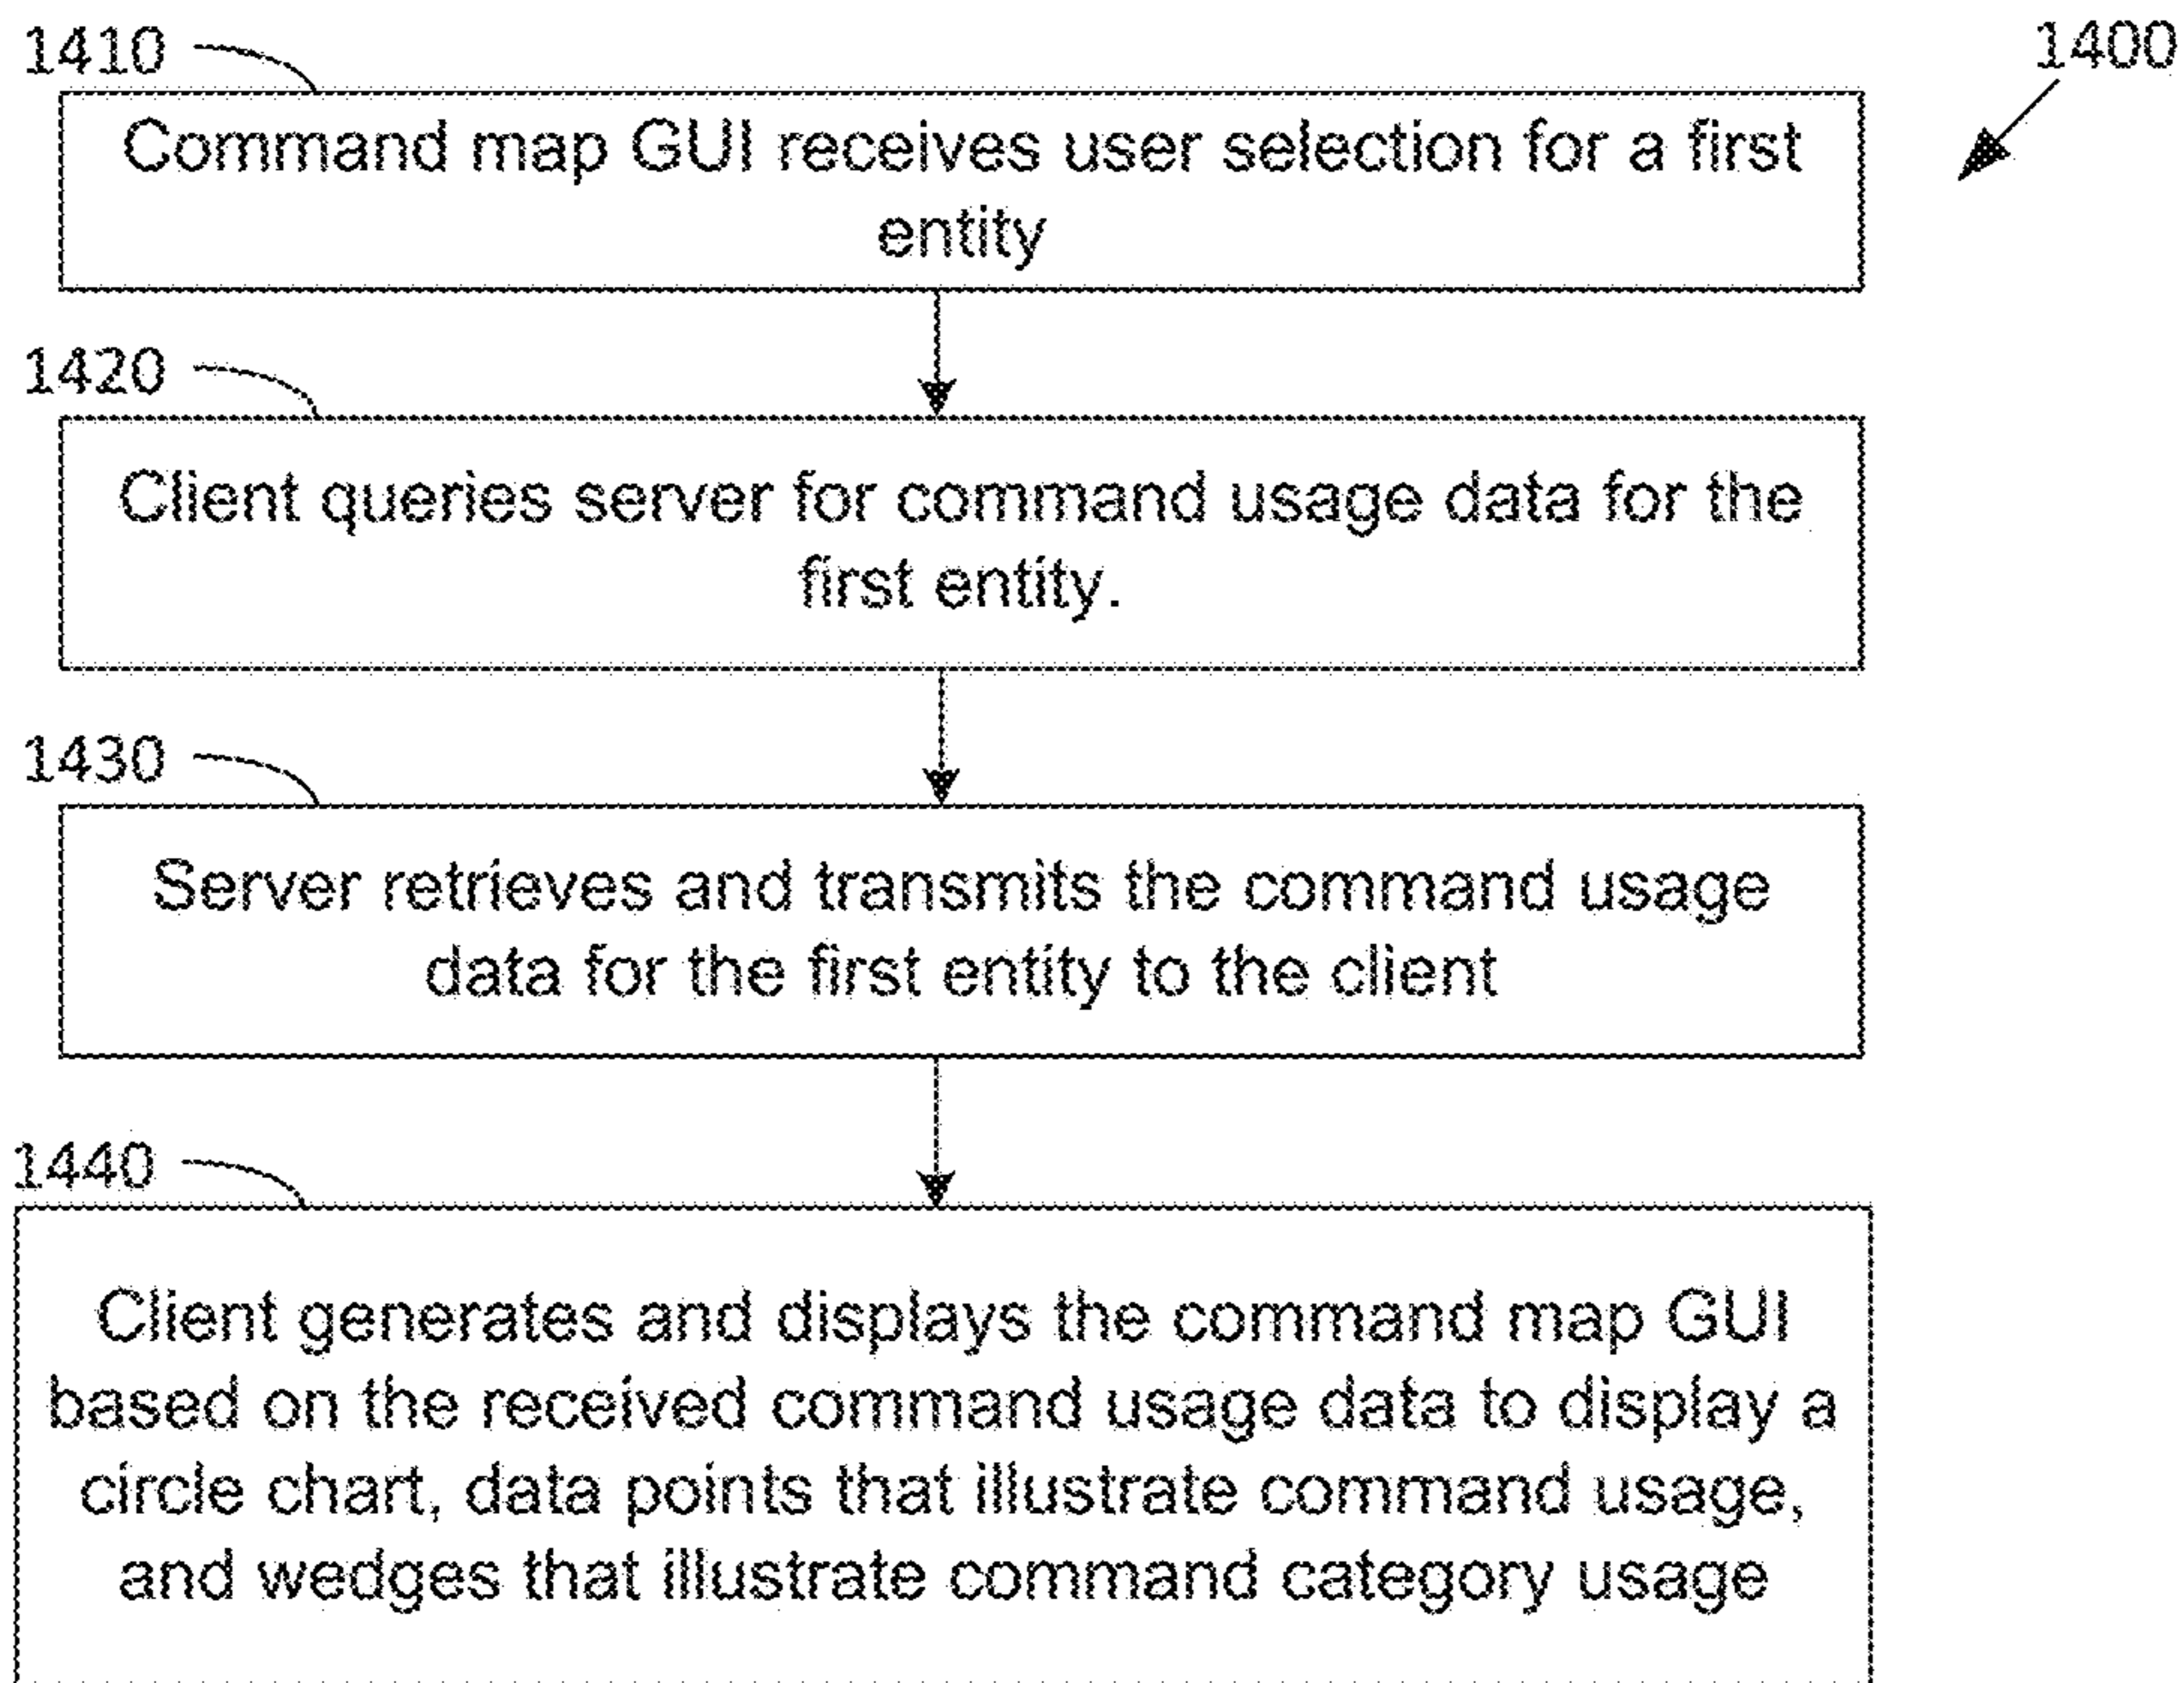 1410
1400
Command map GUI receives user selection for a first
entity
1420
Client queries server for command usage data for the
first entity.
1430
Server retrieves and transmits the command usage
data for the first entity to the client
1440
Client generates and displays the command map GUI
based on the received command usage data to display a
circle chart, data points that illustrate command usage,
and wedges that illustrate command category usage